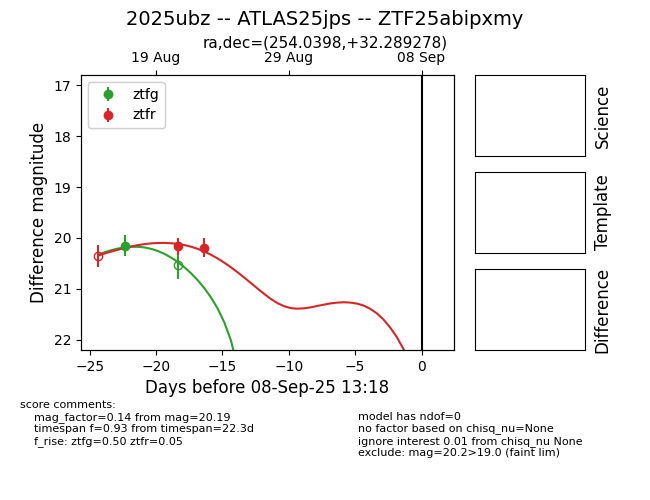 2025ubz -- ATLAS25jps -- ZTF25abipxmy
ra,dec=(254.0398,+32.289278)
19 Aug 29 Aug 08 Sep
ztfg
ztfr
17
18
19
20
21
22
Difference magnitude
−25 −20 −15 −10 −5 0
Days before 08-Sep-25 13:18
Science
Template
Difference
score comments:
mag_factor=0.14 from mag=20.19
timespan f=0.93 from timespan=22.3d
f_rise: ztfg=0.50 ztfr=0.05
model has ndof=0
no factor based on chisq_nu=None
ignore interest 0.01 from chisq_nu None
exclude: mag=20.2>19.0 (faint lim)